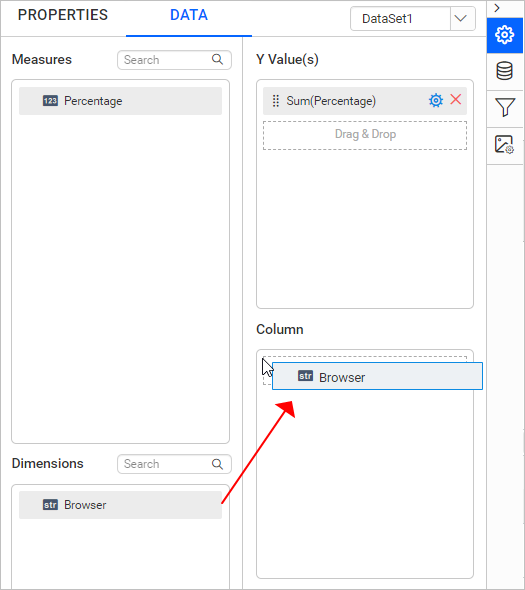 PROPERTIES
DATA
DataSet1
Measures
Search
123 Percentage
Dimensions
Search
str Browser
Y Value(s)
Sum(Percentage)
Drag & Drop
Column
str Browser